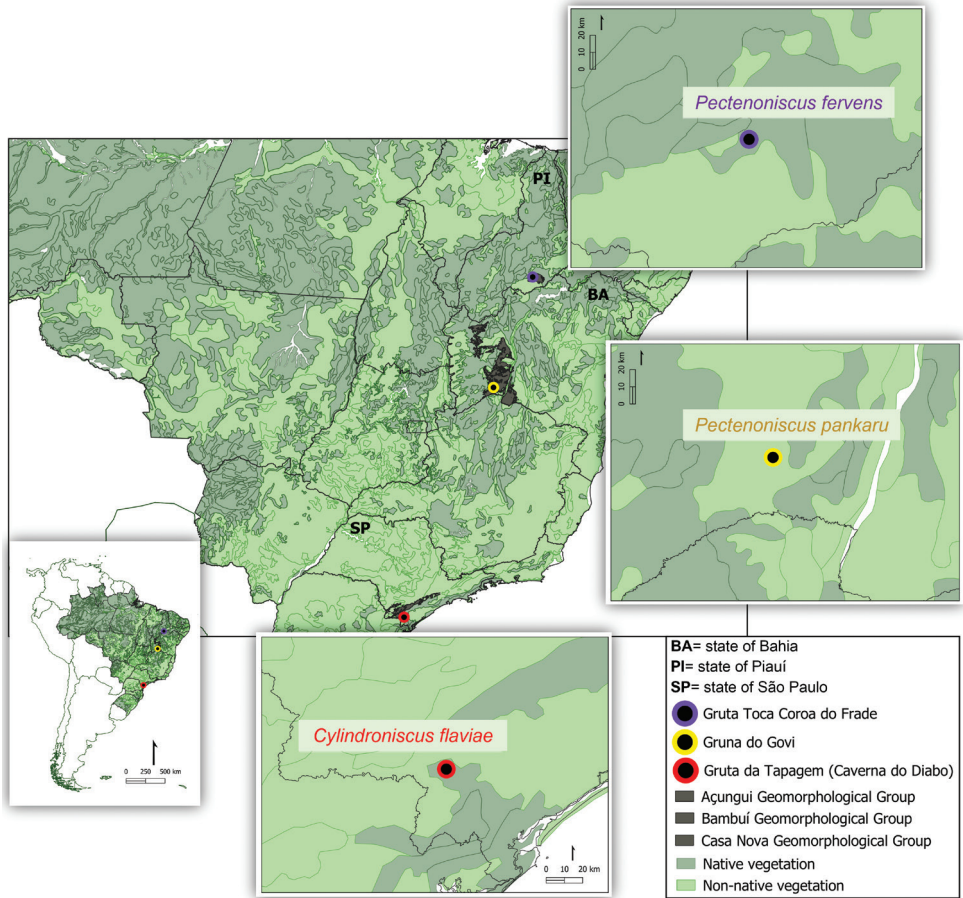 0 10 20 km
Pectenoniscus fervens
PI
BA
SP
0 10 20 km
Pectenoniscus pankaru
0 250 500 km
Cylindroniscus flaviae
0 10 20 km
BA= state of Bahia
PI= state of Piauí
SP= state of São Paulo
Gruta Toca Coroa do Frade
Gruna do Govi
Gruta da Tapagem (Caverna do Diabo)
Açungui Geomorphological Group
Bambuí Geomorphological Group
Casa Nova Geomorphological Group
Native vegetation
Non-native vegetation